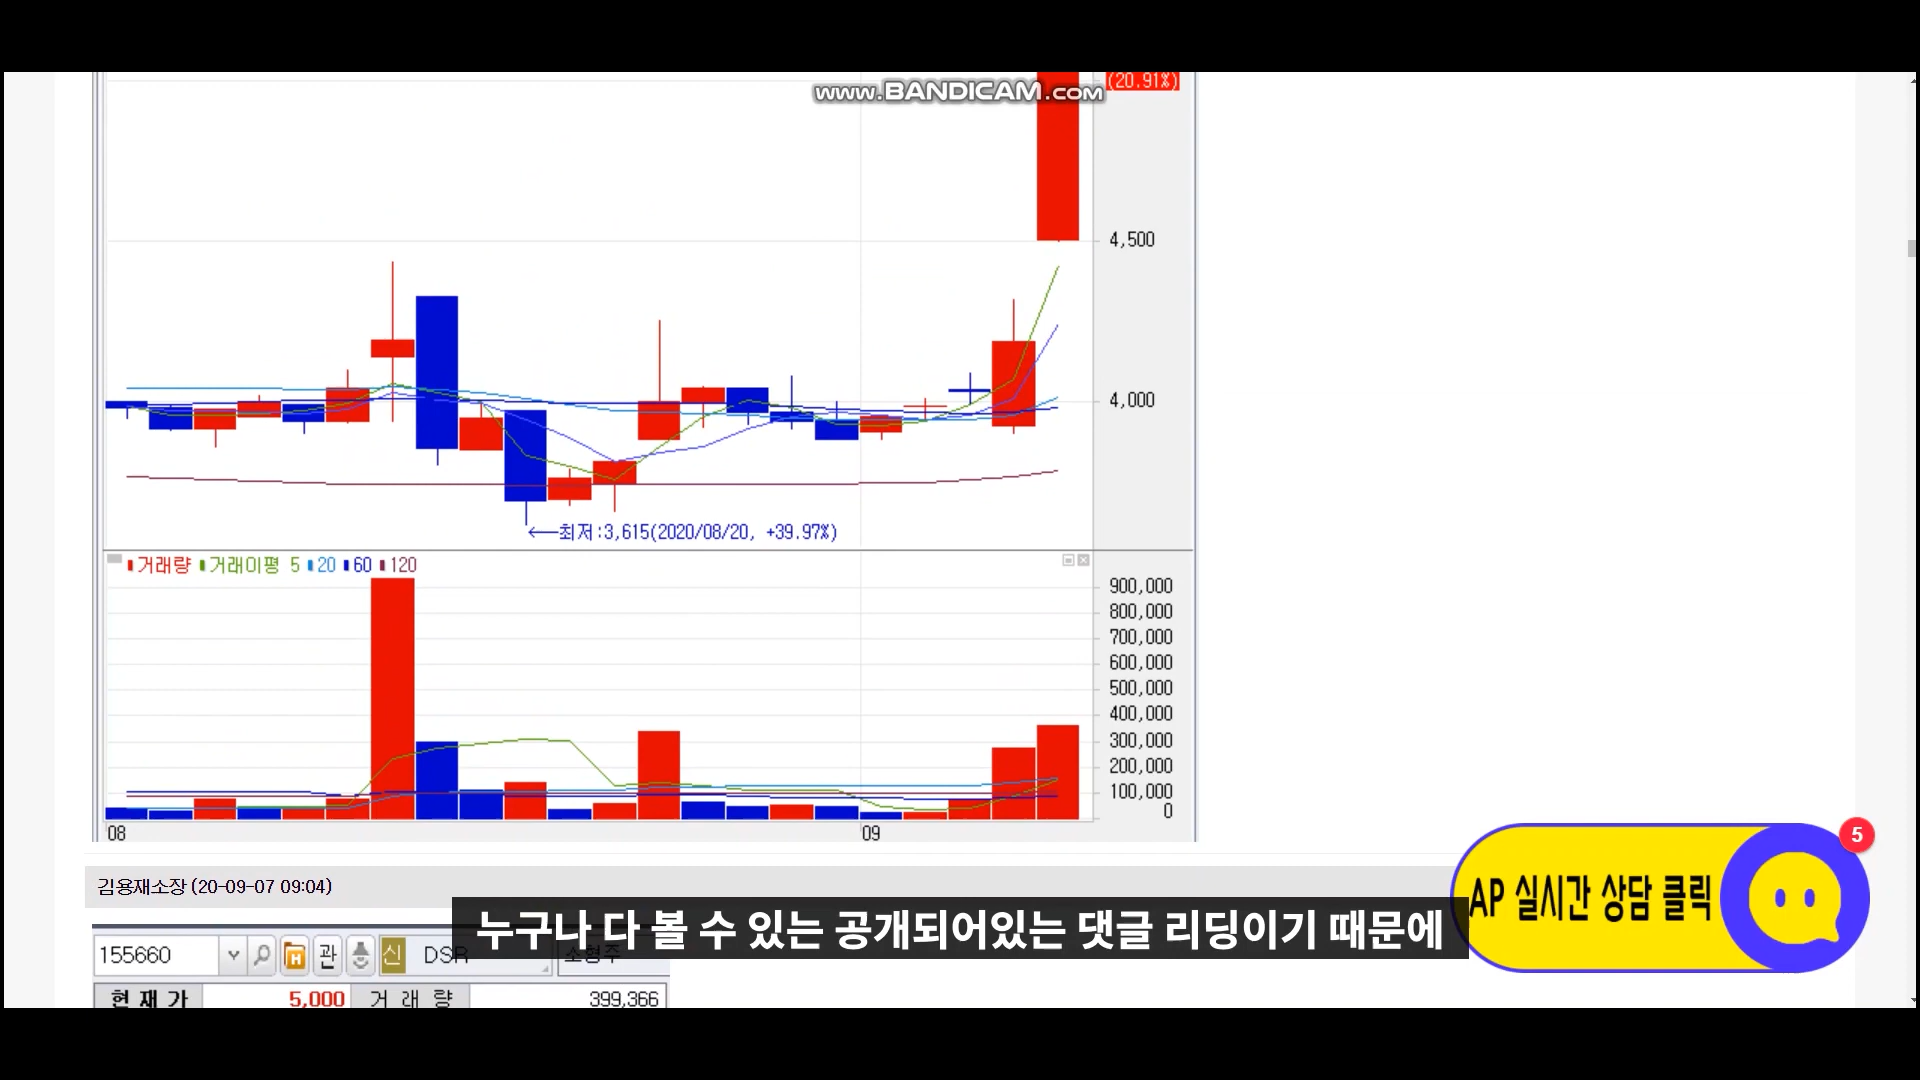 www.BANDICAM.com
(20.91%)
4,500
4,000
←최저:3,615(2020/08/20, +39.97%)
거래량 거래이평 5 20 60 120
900,000
800,000
700,000
600,000
500,000
400,000
300,000
200,000
100,000
0
08 09
5
AP 실시간 상담 클릭
김용재소장 (20-09-07 09:04)
누구나 다 볼 수 있는 공개되어있는 댓글 리딩이기 때문에
155660 관 신 DSR 소형주
현재가 5,000 거래량 399,366